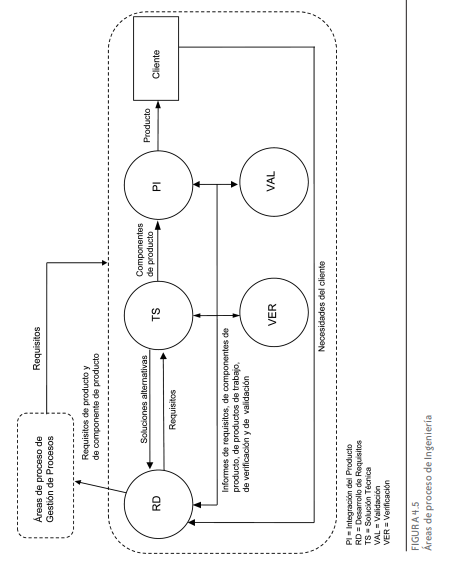 Áreas de proceso de
Gestión de Procesos
Requisitos
Requisitos de producto y
de componente de producto
RD
Soluciones alternativas
Requisitos
TS
Componentes
de producto
PI
Producto
Cliente
Informes de requisitos, de componentes de
producto, de productos de trabajo,
de verificación y de validación
VER
VAL
Necesidades del cliente
PI = Integración del Producto
RD = Desarrollo de Requisitos
TS = Solución Técnica
VAL = Validación
VER = Verificación
FIGURA 4.5
Áreas de proceso de Ingeniería